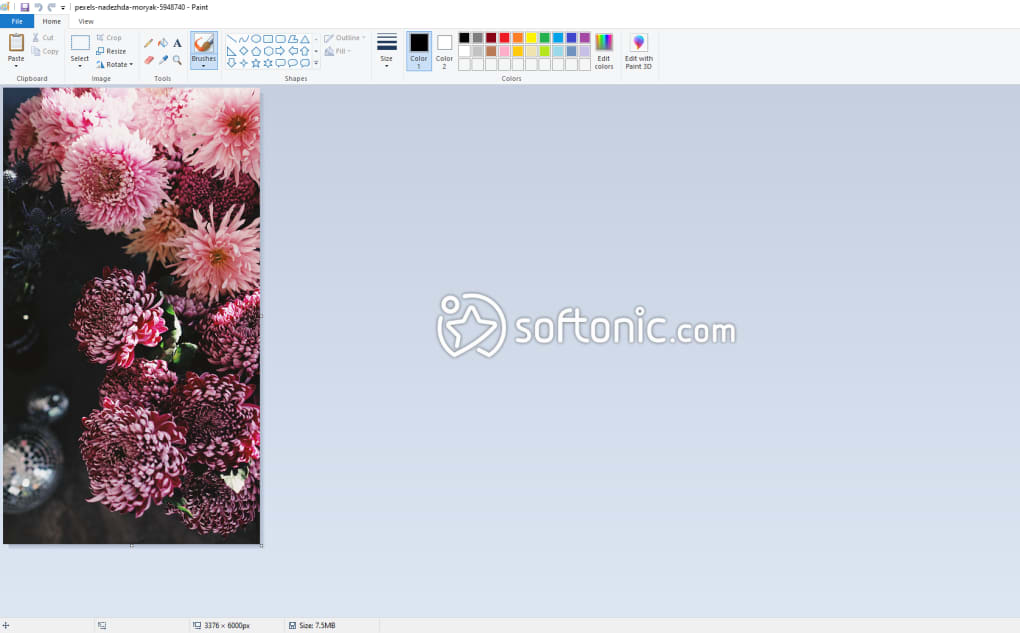 pexels-nadezhda-moryak-5948740 - Paint
File Home View
Paste
Cut
Copy
Clipboard
Select
Crop
Resize
Rotate
Image
A
Tools
Brushes
Outline
Fill
Shapes
Size
Color
1
Color
2
Edit
colors
Colors
Edit with
Paint 3D
softonic.com
3376 × 6000px
Size: 7.5MB